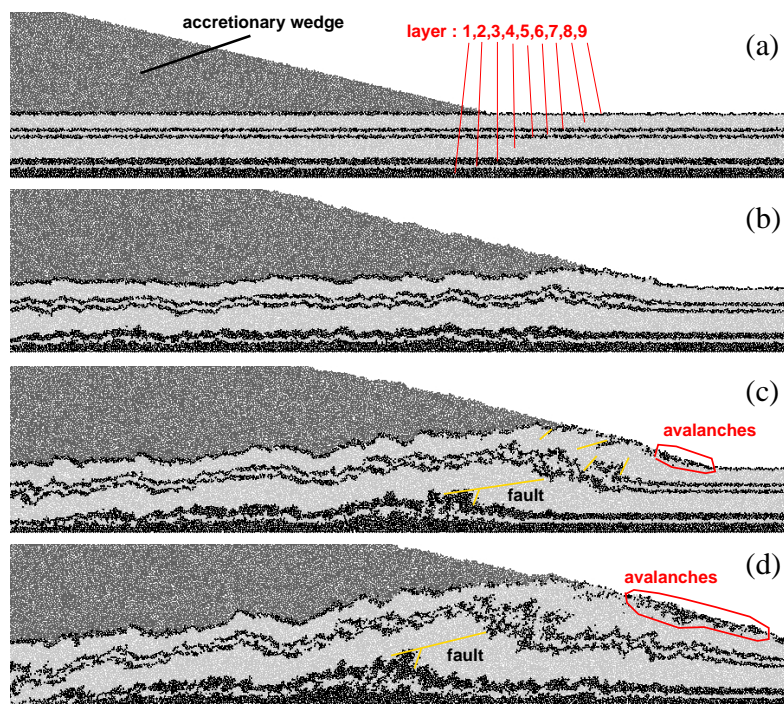 accretionary wedge
layer : 1,2,3,4,5,6,7,8,9
(a)
(b)
(c)
avalanches
fault
(d)
avalanches
fault